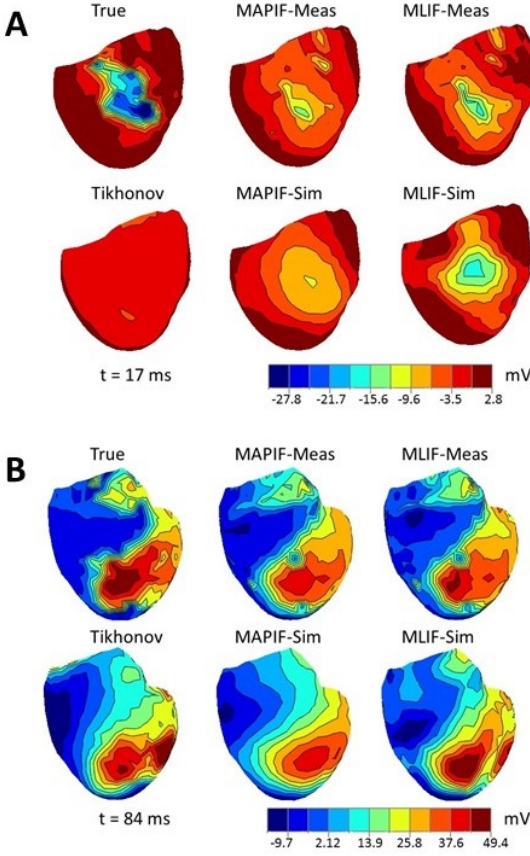 A
True MAPIF-Meas MLIF-Meas
Tikhonov MAPIF-Sim MLIF-Sim
t = 17 ms
mV
-27.8 -21.7 -15.6 -9.6 -3.5 2.8
B
True MAPIF-Meas MLIF-Meas
Tikhonov MAPIF-Sim MLIF-Sim
t = 84 ms
mV
-9.7 2.12 13.9 25.8 37.6 49.4